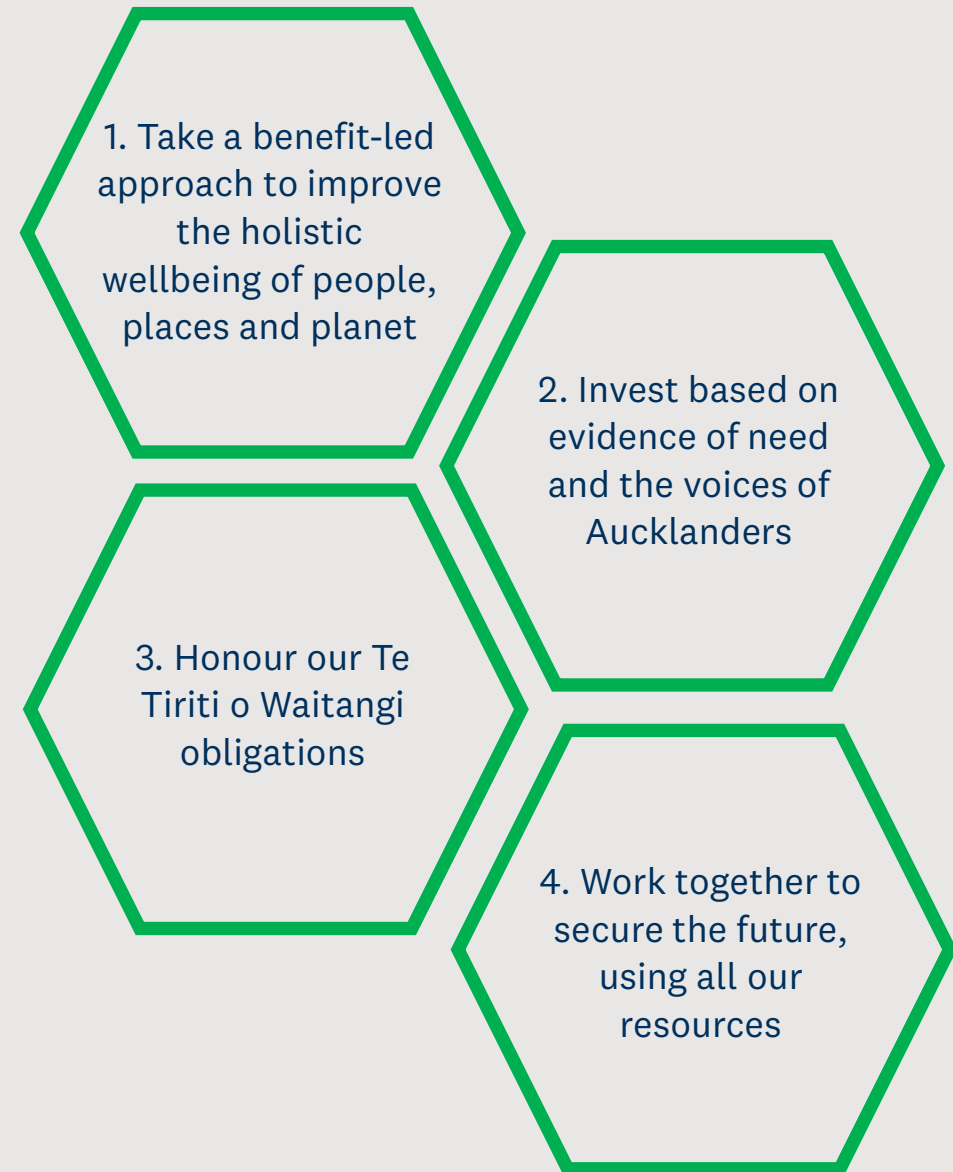 1. Take a benefit-led
approach to improve
the holistic
wellbeing of people,
places and planet
2. Invest based on
evidence of need
and the voices of
Aucklanders
3. Honour our Te
Tiriti o Waitangi
obligations
4. Work together to
secure the future,
using all our
resources